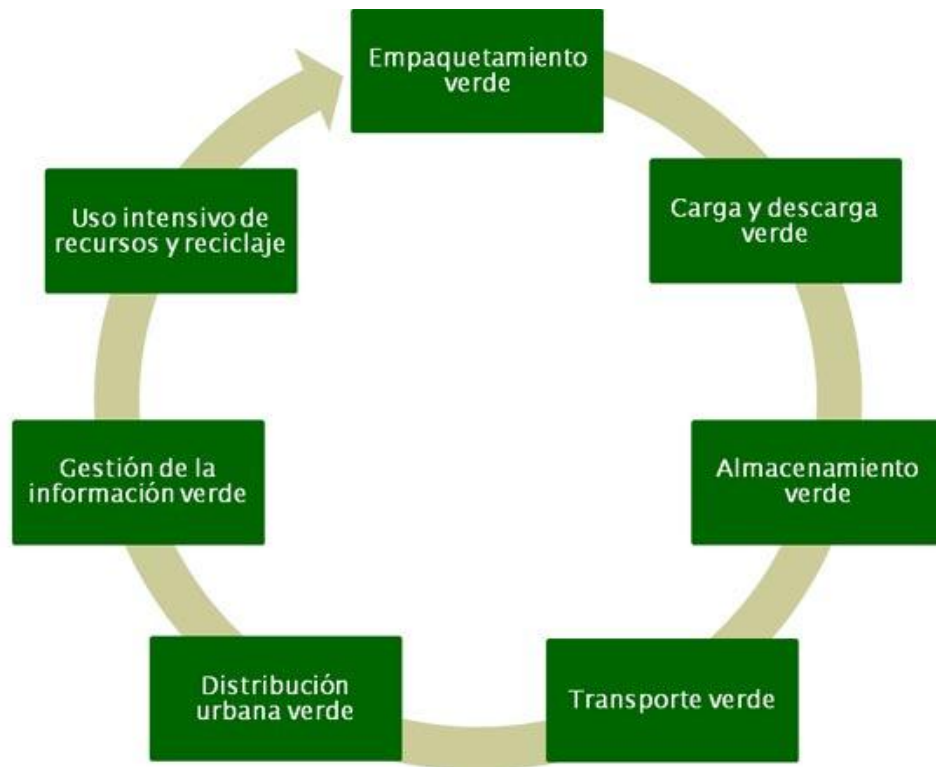 Empaquetamiento
verde
Carga y descarga
verde
Almacenamiento
verde
Transporte verde
Distribución
urbana verde
Gestión de la
información verde
Uso intensivo de
recursos y reciclaje